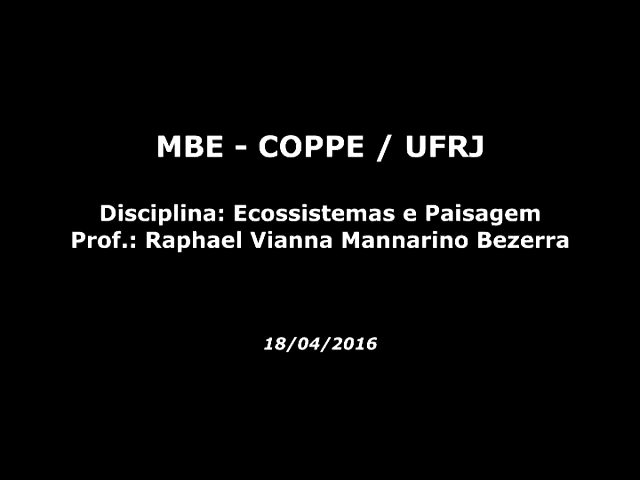 MBE - COPPE / UFRJ
Disciplina: Ecossistemas e Paisagem
Prof.: Raphael Vianna Mannarino Bezerra
18/04/2016